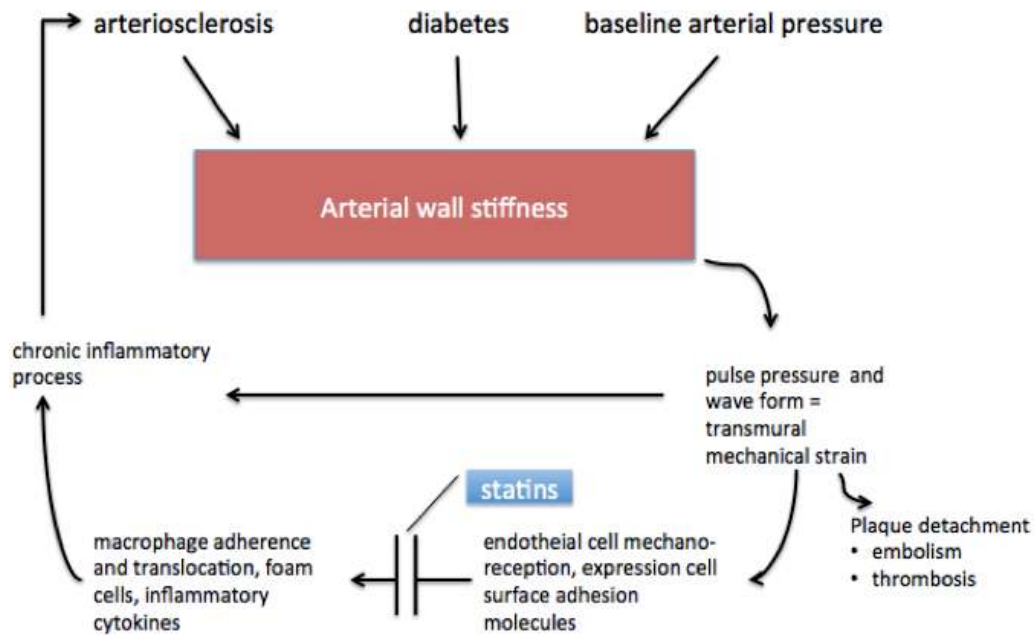 arteriosclerosis
diabetes
baseline arterial pressure
Arterial wall stiffness
chronic inflammatory
process
pulse pressure and
wave form =
transmural
mechanical strain
statins
Plaque detachment
• embolism
• thrombosis
macrophage adherence
and translocation, foam
cells, inflammatory
cytokines
endotheial cell mechano-
reception, expression cell
surface adhesion
molecules